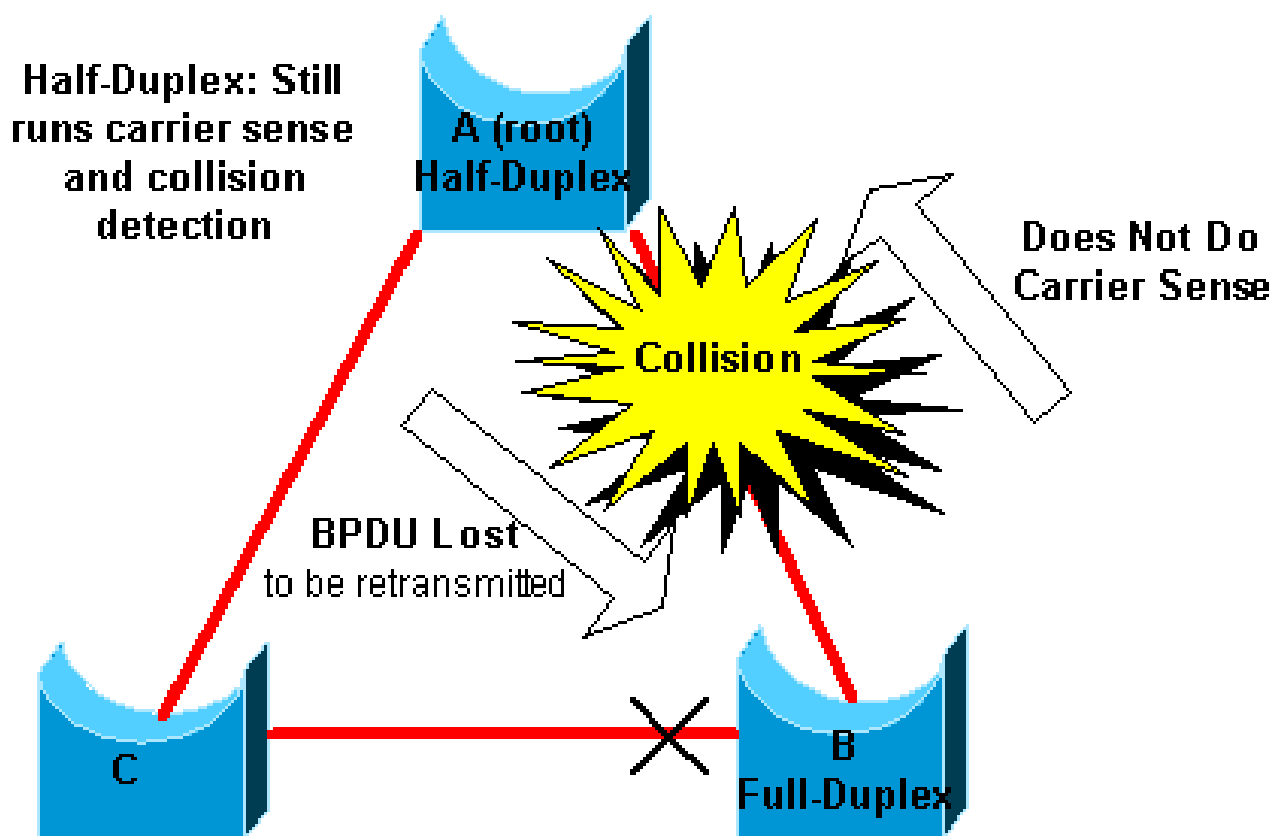 Half-Duplex: Still
runs carrier sense
and collision
detection
A (root)
Half-Duplex
Does Not Do
Carrier Sense
Collision
BPDU Lost
to be retransmitted
C
B
Full-Duplex